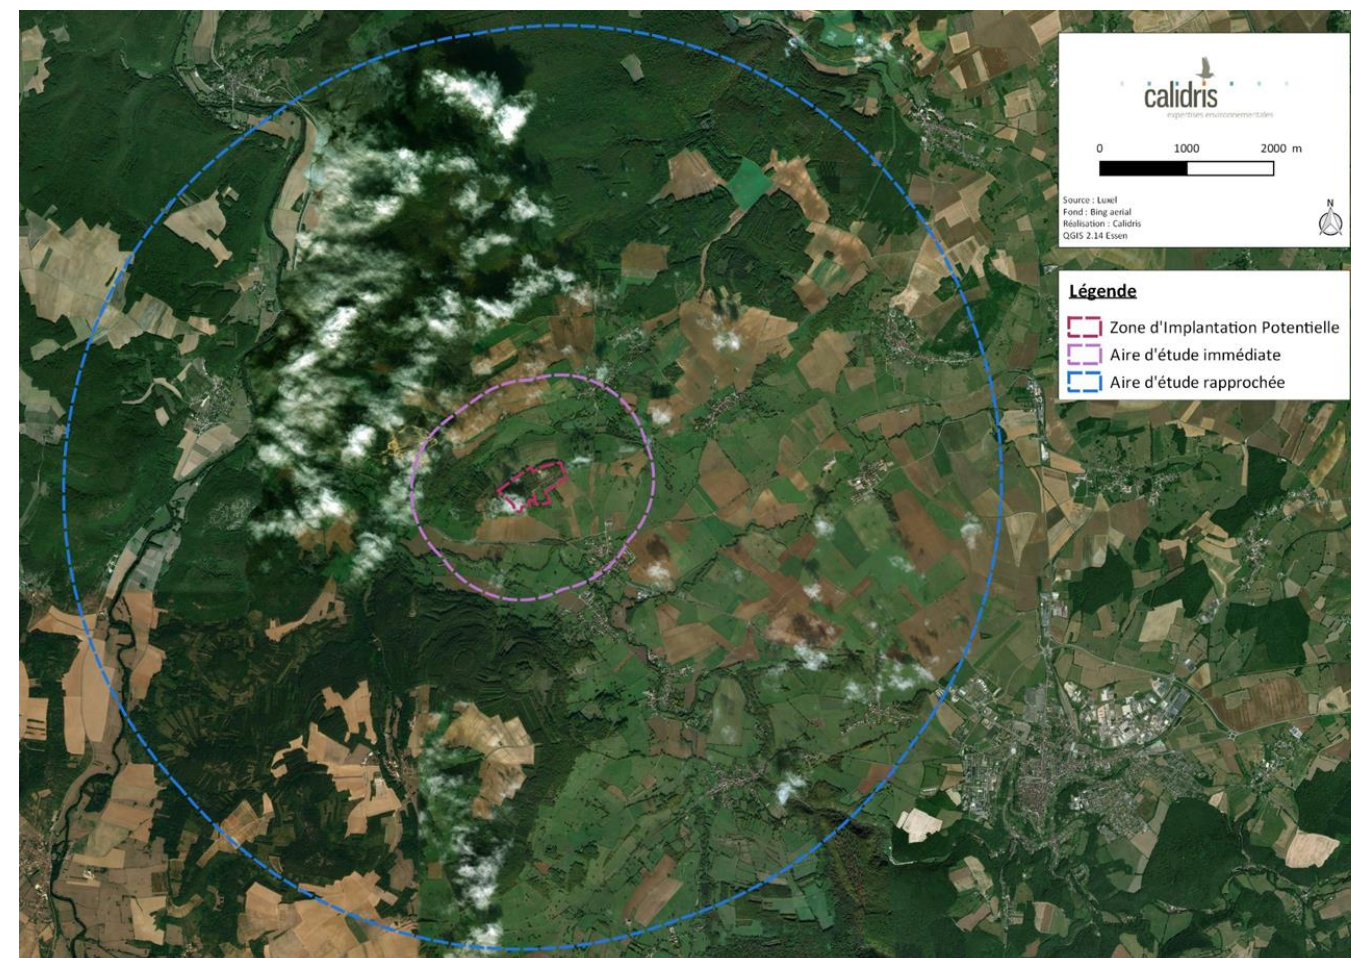 calidris
expertises environnementales
0 1000 2000 m
Source : Luxel
Fond : Bing aerial
Réalisation : Calidris
QGIS 2.14 Essen
N
Légende
Zone d'Implantation Potentielle
Aire d'étude immédiate
Aire d'étude rapprochée